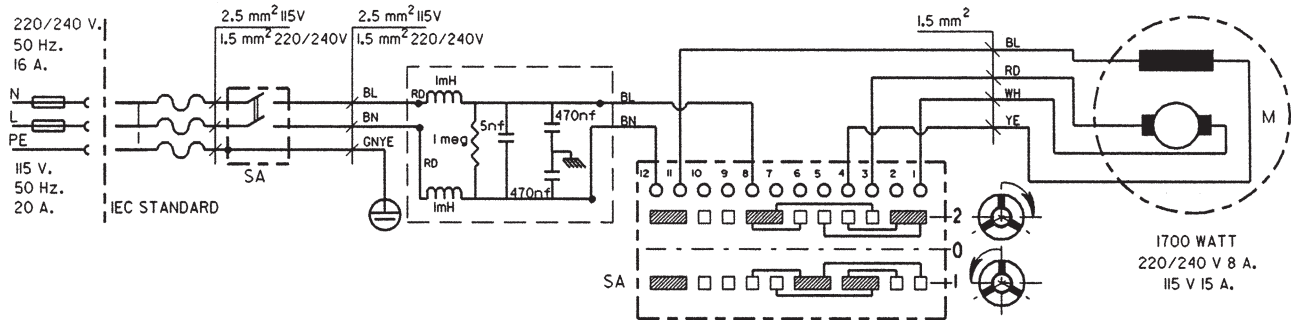 220/240 V.
50 Hz.
16 A.
N
L
PE
115 V.
50 Hz.
20 A.
IEC STANDARD
2.5 mm² 115V
1.5 mm² 220/240V
SA
2.5 mm² 115V
1.5 mm² 220/240V
BL
BN
GNYE
RD
1mH
1 meg
5nf
470nf
470nf
RD
1mH
BL
BN
1.5 mm²
BL
RD
WH
YE
M
12 11 10 9 8 7 6 5 4 3 2 1
2
0
SA
1
1700 WATT
220/240 V 8 A.
115 V 15 A.